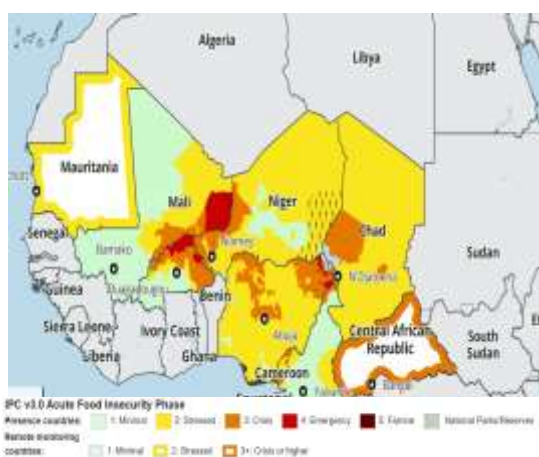 Algeria
Libya
Egypt
Mauritania
Mali
Niger
Chad
Sudan
Senegal
Bamako
Niamey
N'Djamena
Ouagadougou
Guinea
Benin
Sierra Leone
Ivory Coast
Abuja
Liberia
Ghana
Central African
Republic
South
Sudan
Cameroon
Bangui
IPC v3.0 Acute Food Insecurity Phase
Presence countries:
1: Minimal
2: Stressed
3: Crisis
4: Emergency
5: Famine
National Parks/Reserves
Remote monitoring
countries:
1: Minimal
2: Stressed
3+: Crisis or higher